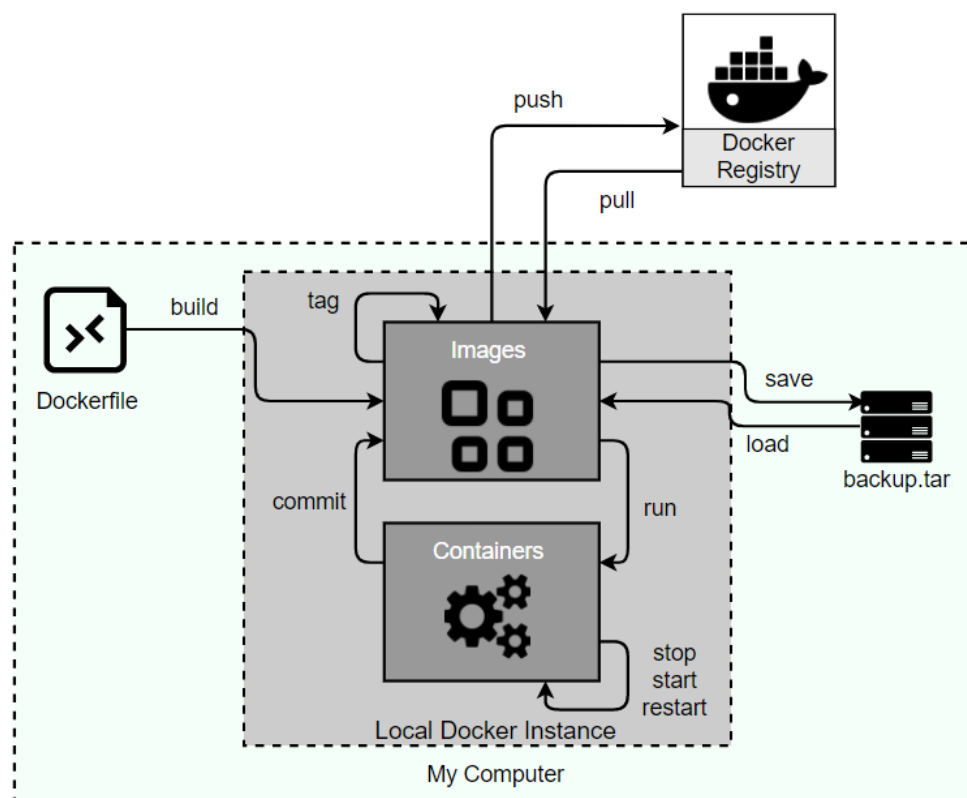 push
Docker
Registry
pull
build
tag
Images
Dockerfile
save
load
backup.tar
commit
run
Containers
stop
start
restart
Local Docker Instance
My Computer